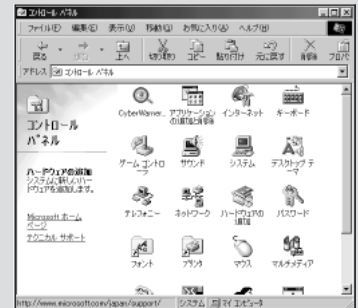 コントロール パネル
ファイル(F) 編集(E) 表示(V) 移動(G) お気に入り(A) ヘルプ(H)
戻る 進む 上へ 切り取り コピー 貼り付け 元に戻す 削除 プロパテ
アドレス コントロール パネル
コントロール
パネル
ハードウェアの追加
システムに新しいハー
ドウェアを追加します。
Microsoft ホーム
ページ
テクニカル サポート
アプリケーション
の追加と削除
インターネット
キーボード
ゲーム コントロ
ーラ
サウンド
システム
デスクトップ テ
ーマ
テレフォニー
ネットワーク
ハードウェアの
追加
パスワード
フォント
プリンタ
マウス
マルチメディア
http://www.microsoft.com/japan/support/ システム マイ コンピュータ